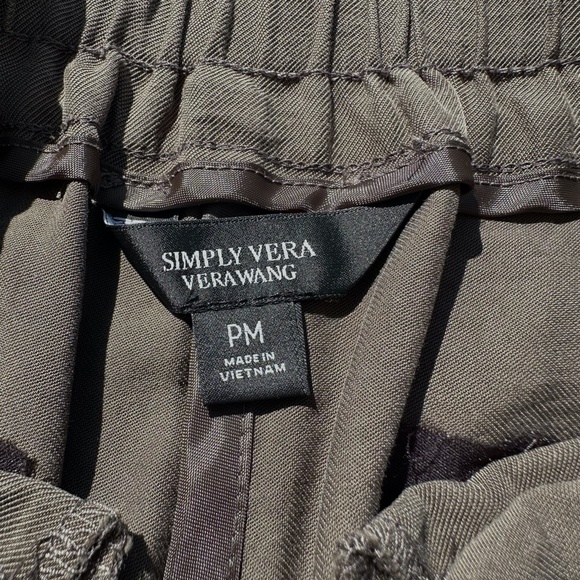 SIMPLY VERA
VERAWANG
PM
MADE IN
VIETNAM